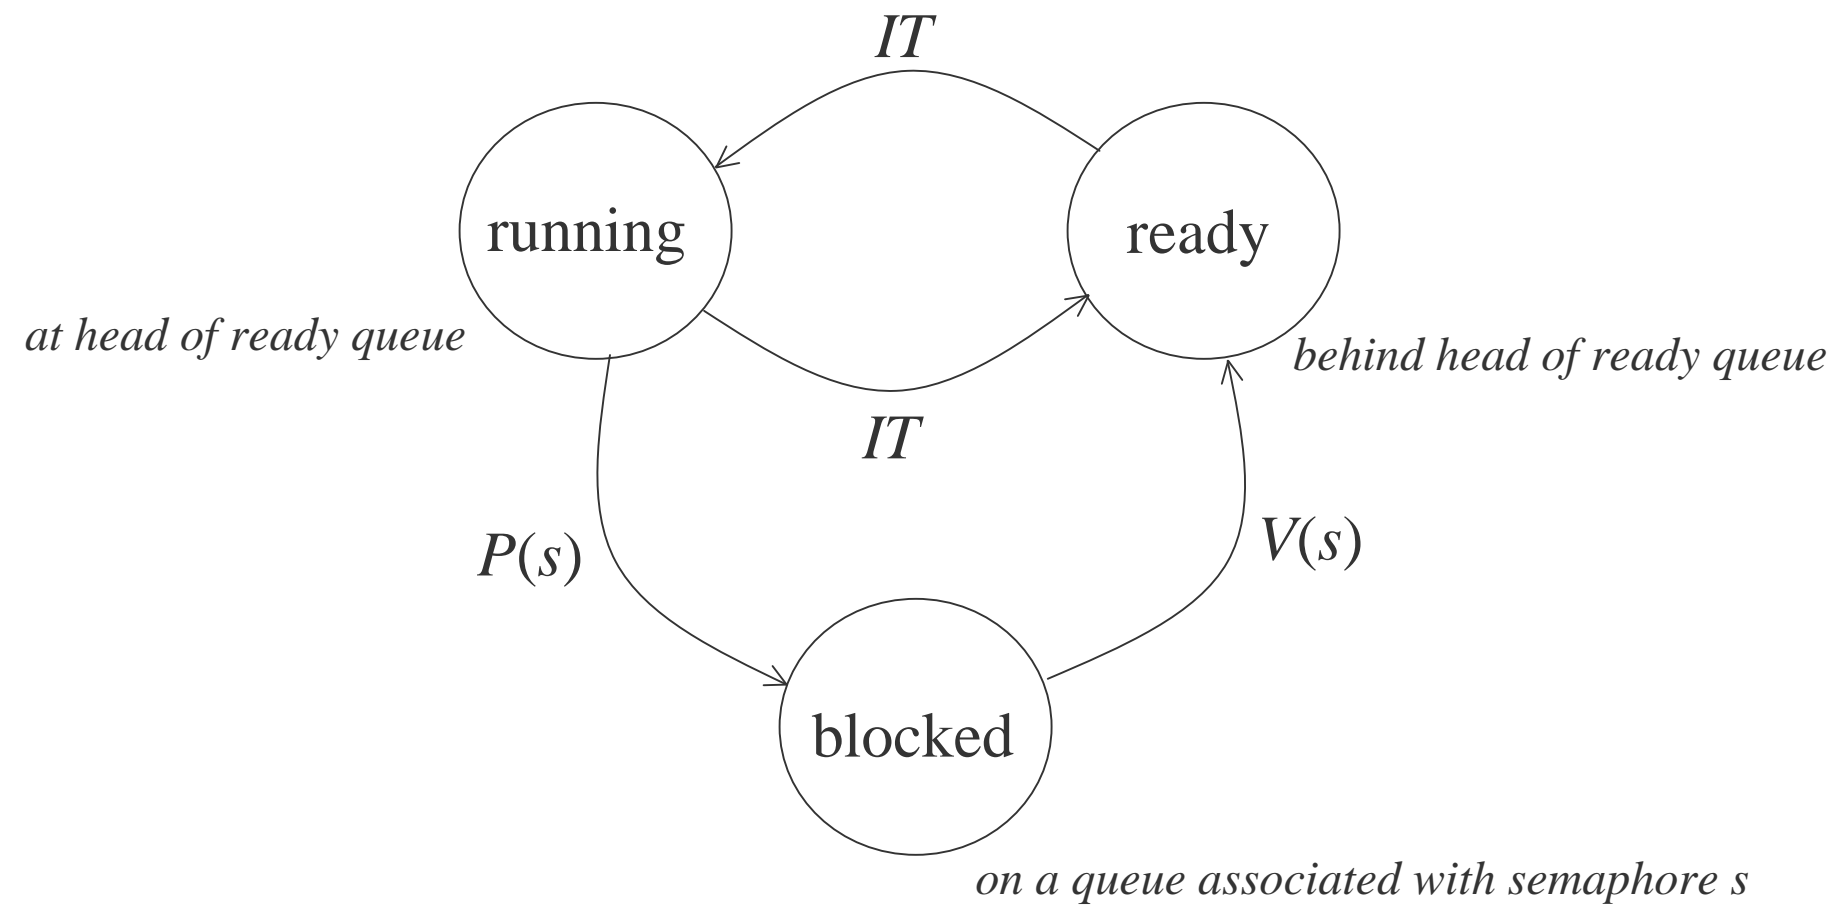 IT
running
ready
at head of ready queue
behind head of ready queue
IT
P(s)
V(s)
blocked
on a queue associated with semaphore s